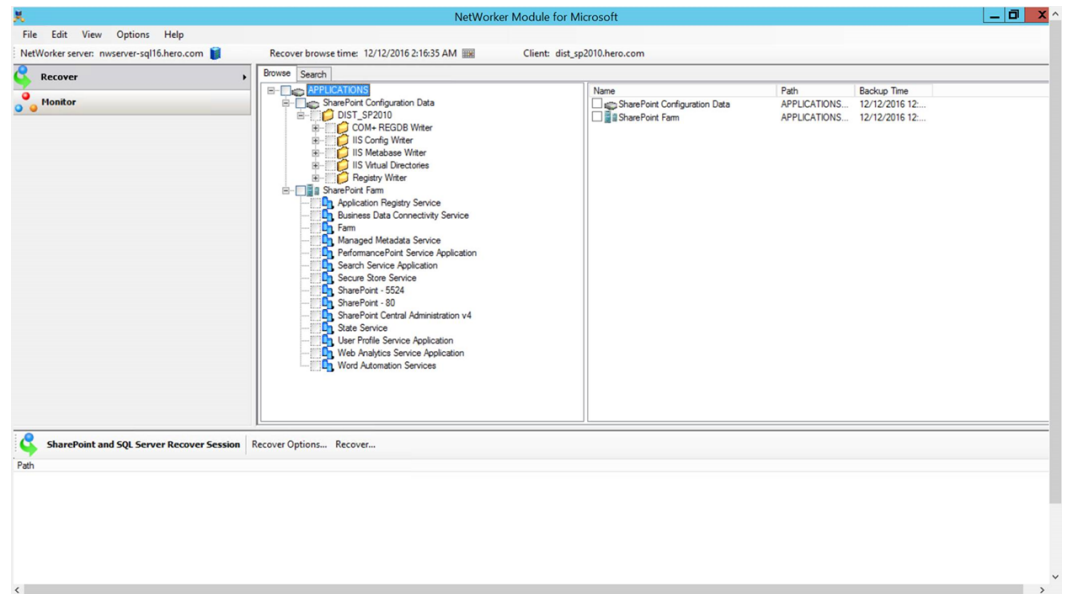 NetWorker Module for Microsoft
File Edit View Options Help
NetWorker server: nwserver-sql16.hero.com Recover browse time: 12/12/2016 2:16:35 AM Client: dist_sp2010.hero.com
Recover
Monitor
Browse Search
APPLICATIONS
SharePoint Configuration Data
DIST_SP2010
COM+ REGDB Writer
IIS Config Writer
IIS Metabase Writer
IIS Virtual Directories
Registry Writer
SharePoint Farm
Application Registry Service
Business Data Connectivity Service
Farm
Managed Metadata Service
PerformancePoint Service Application
Search Service Application
Secure Store Service
SharePoint - 5524
SharePoint - 80
SharePoint Central Administration v4
State Service
User Profile Service Application
Web Analytics Service Application
Word Automation Services
Name Path Backup Time
SharePoint Configuration Data APPLICATIONS... 12/12/2016 12:...
SharePoint Farm APPLICATIONS... 12/12/2016 12:...
SharePoint and SQL Server Recover Session Recover Options... Recover...
Path